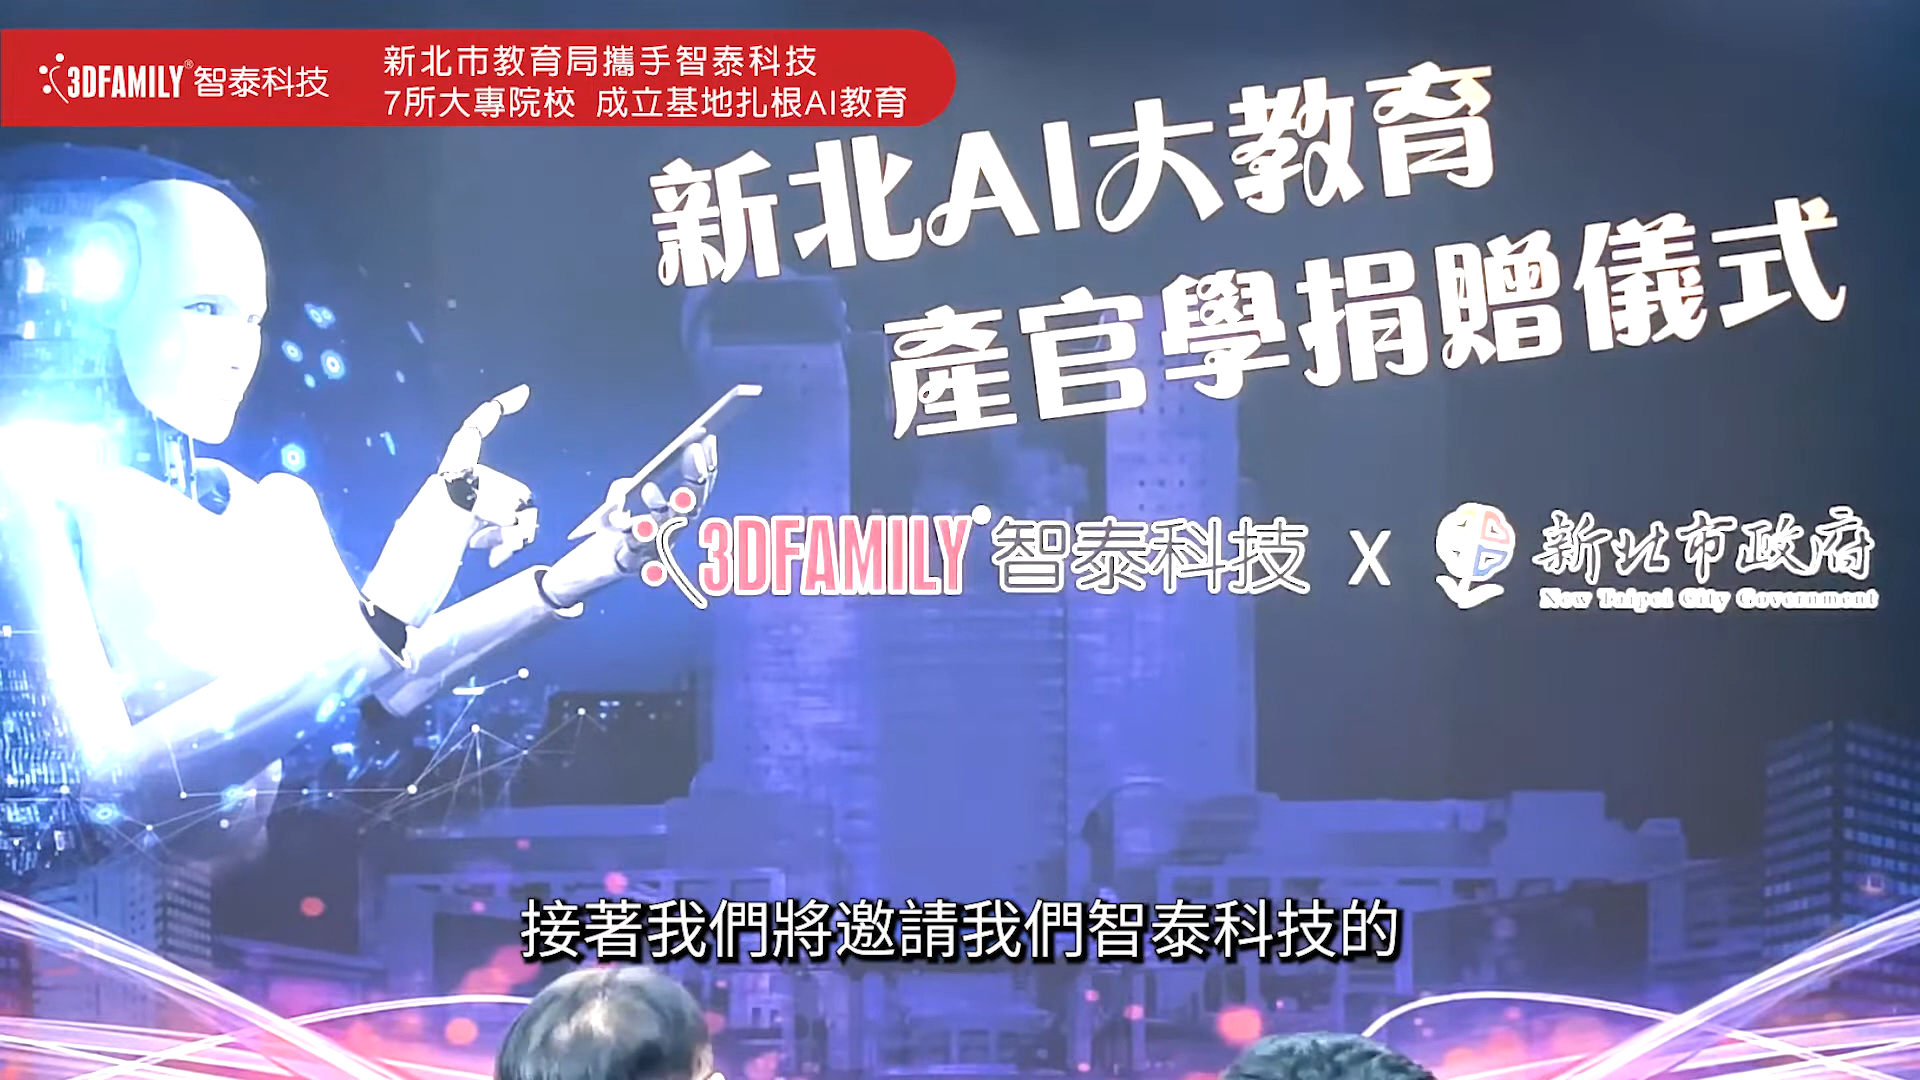 3DFAMILY® 智泰科技
新北市教育局攜手智泰科技
7所大專院校 成立基地扎根AI教育
新北AI大教育
產官學捐贈儀式
3DFAMILY 智泰科技 X 新北市政府
New Taipei City Government
接著我們將邀請我們智泰科技的